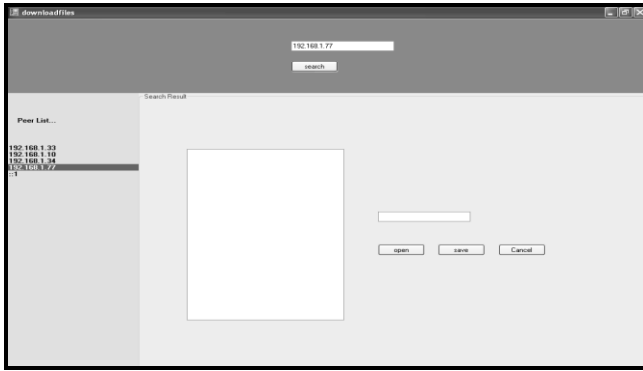 downloadfiles
192.168.1.77
search
Search Result
Peer List...
192.168.1.33
192.168.1.10
192.168.1.34
192.168.1.77
::1
open save Cancel